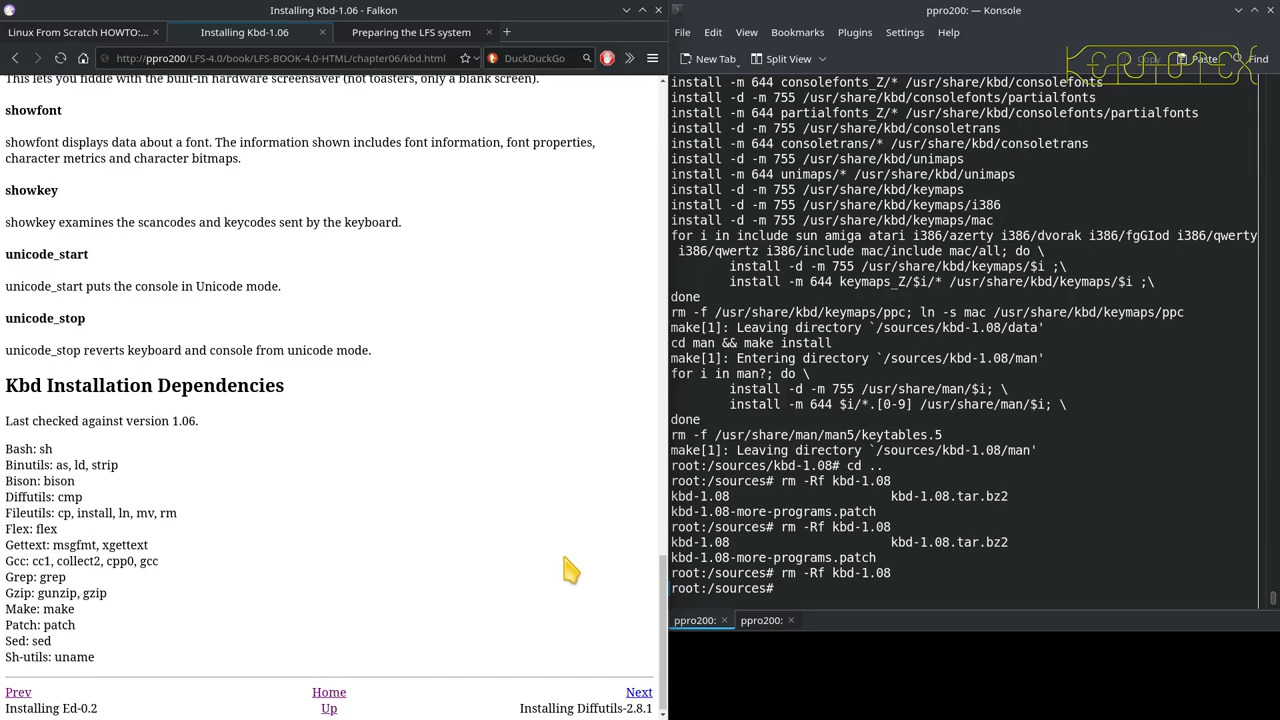 Installing Kbd-1.06 - Falkon
Linux From Scratch HOWTO:...
Installing Kbd-1.06
Preparing the LFS system
http://ppro200/LFS-4.0/book/LFS-BOOK-4.0-HTML/chapter06/kbd.html
DuckDuckGo
This lets you fiddle with the built-in hardware screensaver (not toasters, only a blank screen).
showfont
showfont displays data about a font. The information shown includes font information, font properties,
character metrics and character bitmaps.
showkey
showkey examines the scancodes and keycodes sent by the keyboard.
unicode_start
unicode_start puts the console in Unicode mode.
unicode_stop
unicode_stop reverts keyboard and console from unicode mode.
Kbd Installation Dependencies
Last checked against version 1.06.
Bash: sh
Binutils: as, ld, strip
Bison: bison
Diffutils: cmp
Fileutils: cp, install, ln, mv, rm
Flex: flex
Gettext: msgfmt, xgettext
Gcc: cc1, collect2, cpp0, gcc
Grep: grep
Gzip: gunzip, gzip
Make: make
Patch: patch
Sed: sed
Sh-utils: uname
Prev Home Next
Installing Ed-0.2 Up Installing Diffutils-2.8.1
ppro200: — Konsole
File Edit View Bookmarks Plugins Settings Help
New Tab Split View Copy Paste Find
install -m 644 consolefonts_Z/* /usr/share/kbd/consolefonts
install -d -m 755 /usr/share/kbd/consolefonts/partialfonts
install -m 644 partialfonts_Z/* /usr/share/kbd/consolefonts/partialfonts
install -d -m 755 /usr/share/kbd/consoletrans
install -m 644 consoletrans/* /usr/share/kbd/consoletrans
install -d -m 755 /usr/share/kbd/unimaps
install -m 644 unimaps/* /usr/share/kbd/unimaps
install -d -m 755 /usr/share/kbd/keymaps
install -d -m 755 /usr/share/kbd/keymaps/i386
install -d -m 755 /usr/share/kbd/keymaps/mac
for i in include sun amiga atari i386/azerty i386/dvorak i386/fgGIod i386/qwerty
i386/qwertz i386/include mac/include mac/all; do \
install -d -m 755 /usr/share/kbd/keymaps/$i ;\
install -m 644 keymaps_Z/$i/* /usr/share/kbd/keymaps/$i ;\
done
rm -f /usr/share/kbd/keymaps/ppc; ln -s mac /usr/share/kbd/keymaps/ppc
make[1]: Leaving directory `/sources/kbd-1.08/data'
cd man && make install
make[1]: Entering directory `/sources/kbd-1.08/man'
for i in man?; do \
install -d -m 755 /usr/share/man/$i; \
install -m 644 $i/*.[0-9] /usr/share/man/$i; \
done
rm -f /usr/share/man/man5/keytables.5
make[1]: Leaving directory `/sources/kbd-1.08/man'
root:/sources/kbd-1.08# cd ..
root:/sources# rm -Rf kbd-1.08
kbd-1.08 kbd-1.08.tar.bz2
kbd-1.08-more-programs.patch
root:/sources# rm -Rf kbd-1.08
kbd-1.08 kbd-1.08.tar.bz2
kbd-1.08-more-programs.patch
root:/sources# rm -Rf kbd-1.08
root:/sources#
ppro200: ppro200: